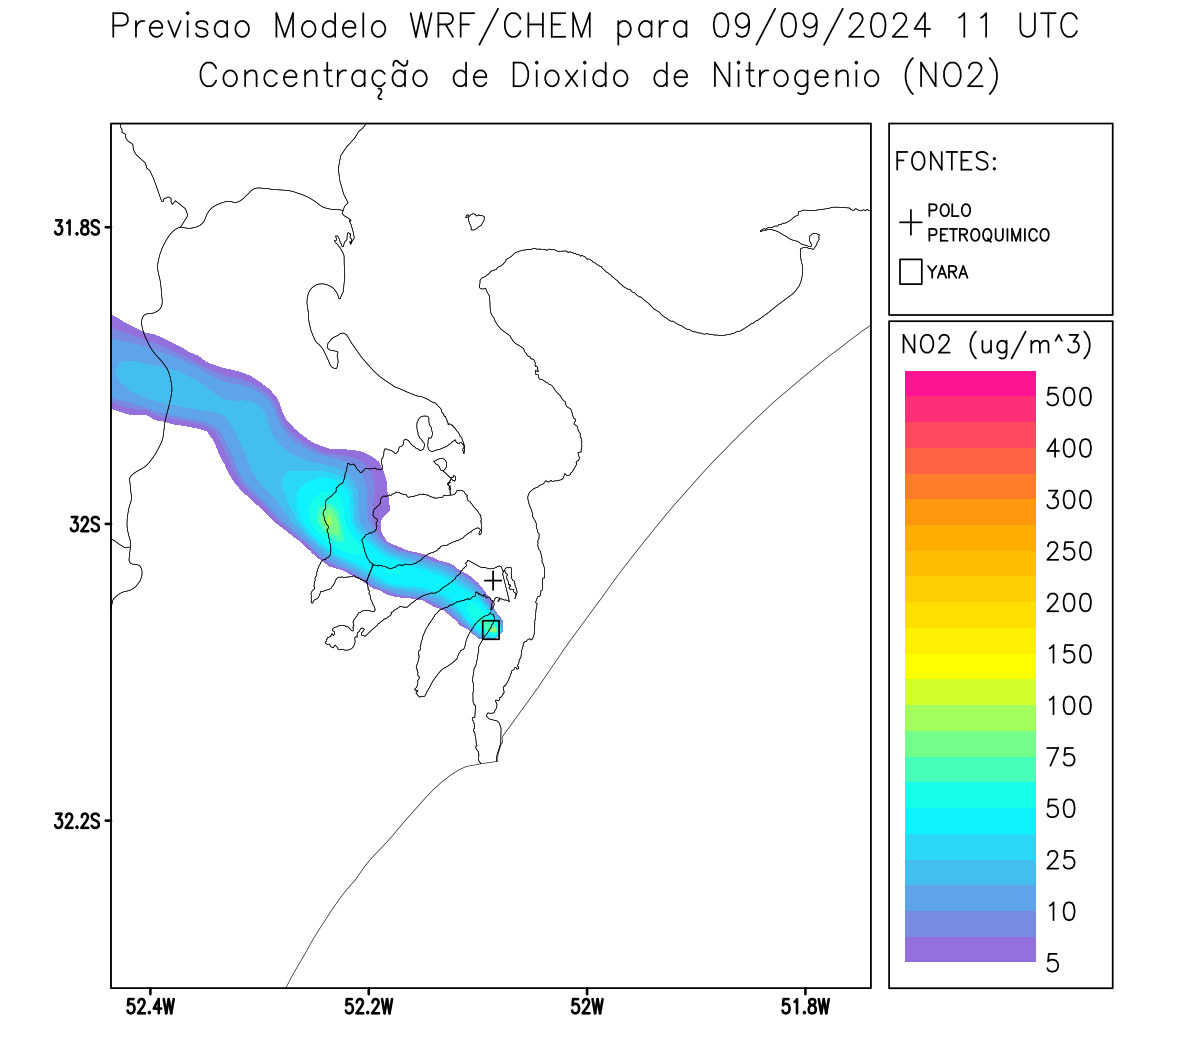 Previsao Modelo WRF/CHEM para 09/09/2024 11 UTC
Concentração de Dioxido de Nitrogenio (NO2)
FONTES:
POLO
PETROQUIMICO
YARA
31.8S
32S
32.2S
52.4W
52.2W
52W
51.8W
NO2 (ug/m^3)
500
400
300
250
200
150
100
75
50
25
10
5